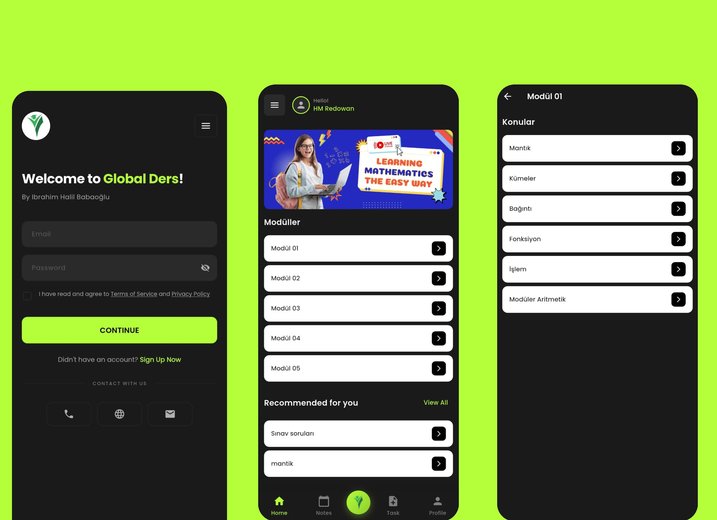 Welcome to Global Ders!
By Ibrahim Halil Babaoğlu
Email
Password
I have read and agree to Terms of Service and Privacy Policy
CONTINUE
Didn't have an account? Sign Up Now
CONTACT WITH US
Hello!
HM Redowan
LIVE
LEARNING
MATHEMATICS
THE EASY WAY
Modüller
Modül 01
Modül 02
Modül 03
Modül 04
Modül 05
Recommended for you
View All
Sınav soruları
mantik
Home
Notes
Task
Profile
Modül 01
Konular
Mantık
Kümeler
Bağıntı
Fonksiyon
İşlem
Modüler Aritmetik